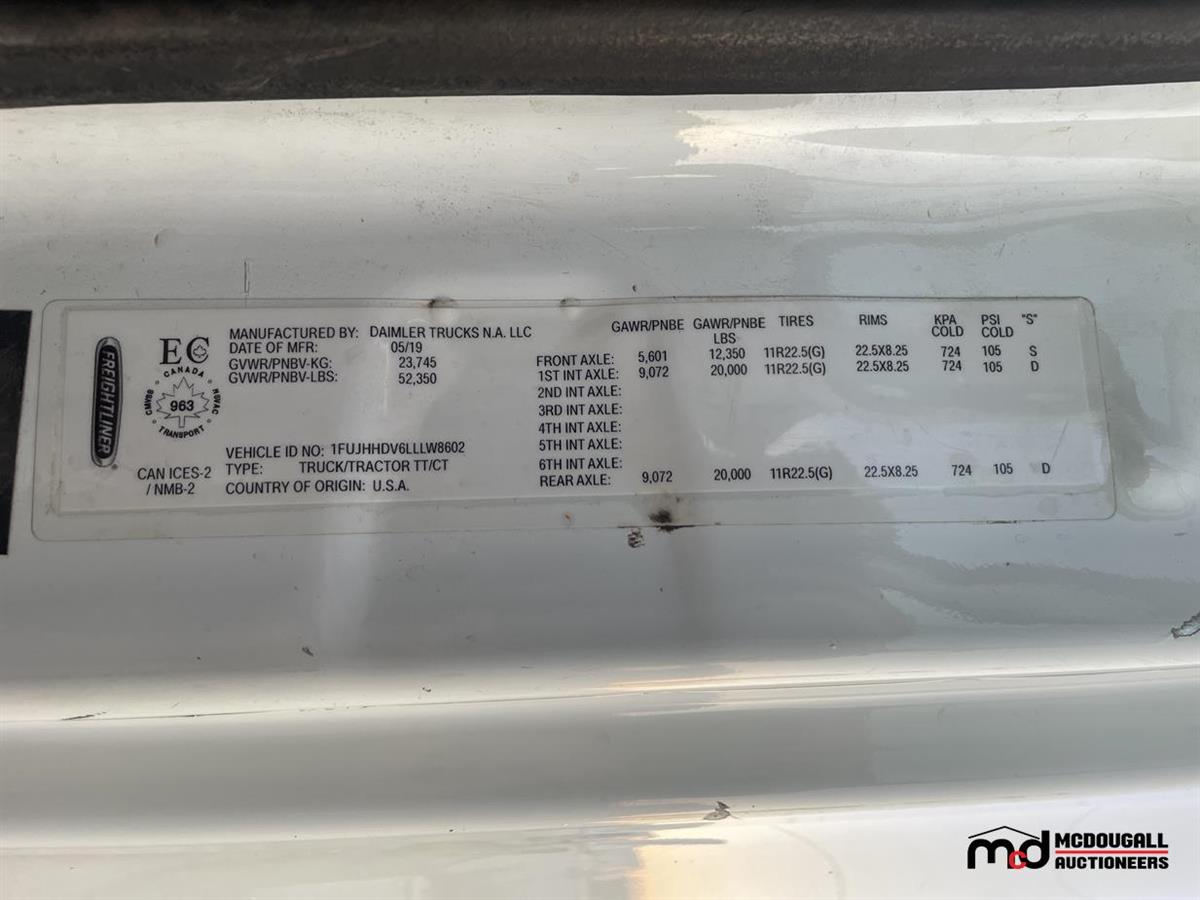 FREIGHTLINER
EC
CANADA
CMVSS 963 NSVAC
TRANSPORT
CAN ICES-2
/ NMB-2
MANUFACTURED BY: DAIMLER TRUCKS N.A. LLC
DATE OF MFR: 05/19
GVWR/PNBV-KG: 23,745
GVWR/PNBV-LBS: 52,350
VEHICLE ID NO: 1FUJHHDV6LLLW8602
TYPE: TRUCK/TRACTOR TT/CT
COUNTRY OF ORIGIN: U.S.A.
GAWR/PNBE GAWR/PNBE LBS TIRES RIMS KPA COLD PSI COLD "S"
FRONT AXLE: 5,601 12,350 11R22.5(G) 22.5X8.25 724 105 S
1ST INT AXLE: 9,072 20,000 11R22.5(G) 22.5X8.25 724 105 D
2ND INT AXLE:
3RD INT AXLE:
4TH INT AXLE:
5TH INT AXLE:
6TH INT AXLE:
REAR AXLE: 9,072 20,000 11R22.5(G) 22.5X8.25 724 105 D
mcd MCDOUGALL
AUCTIONEERS